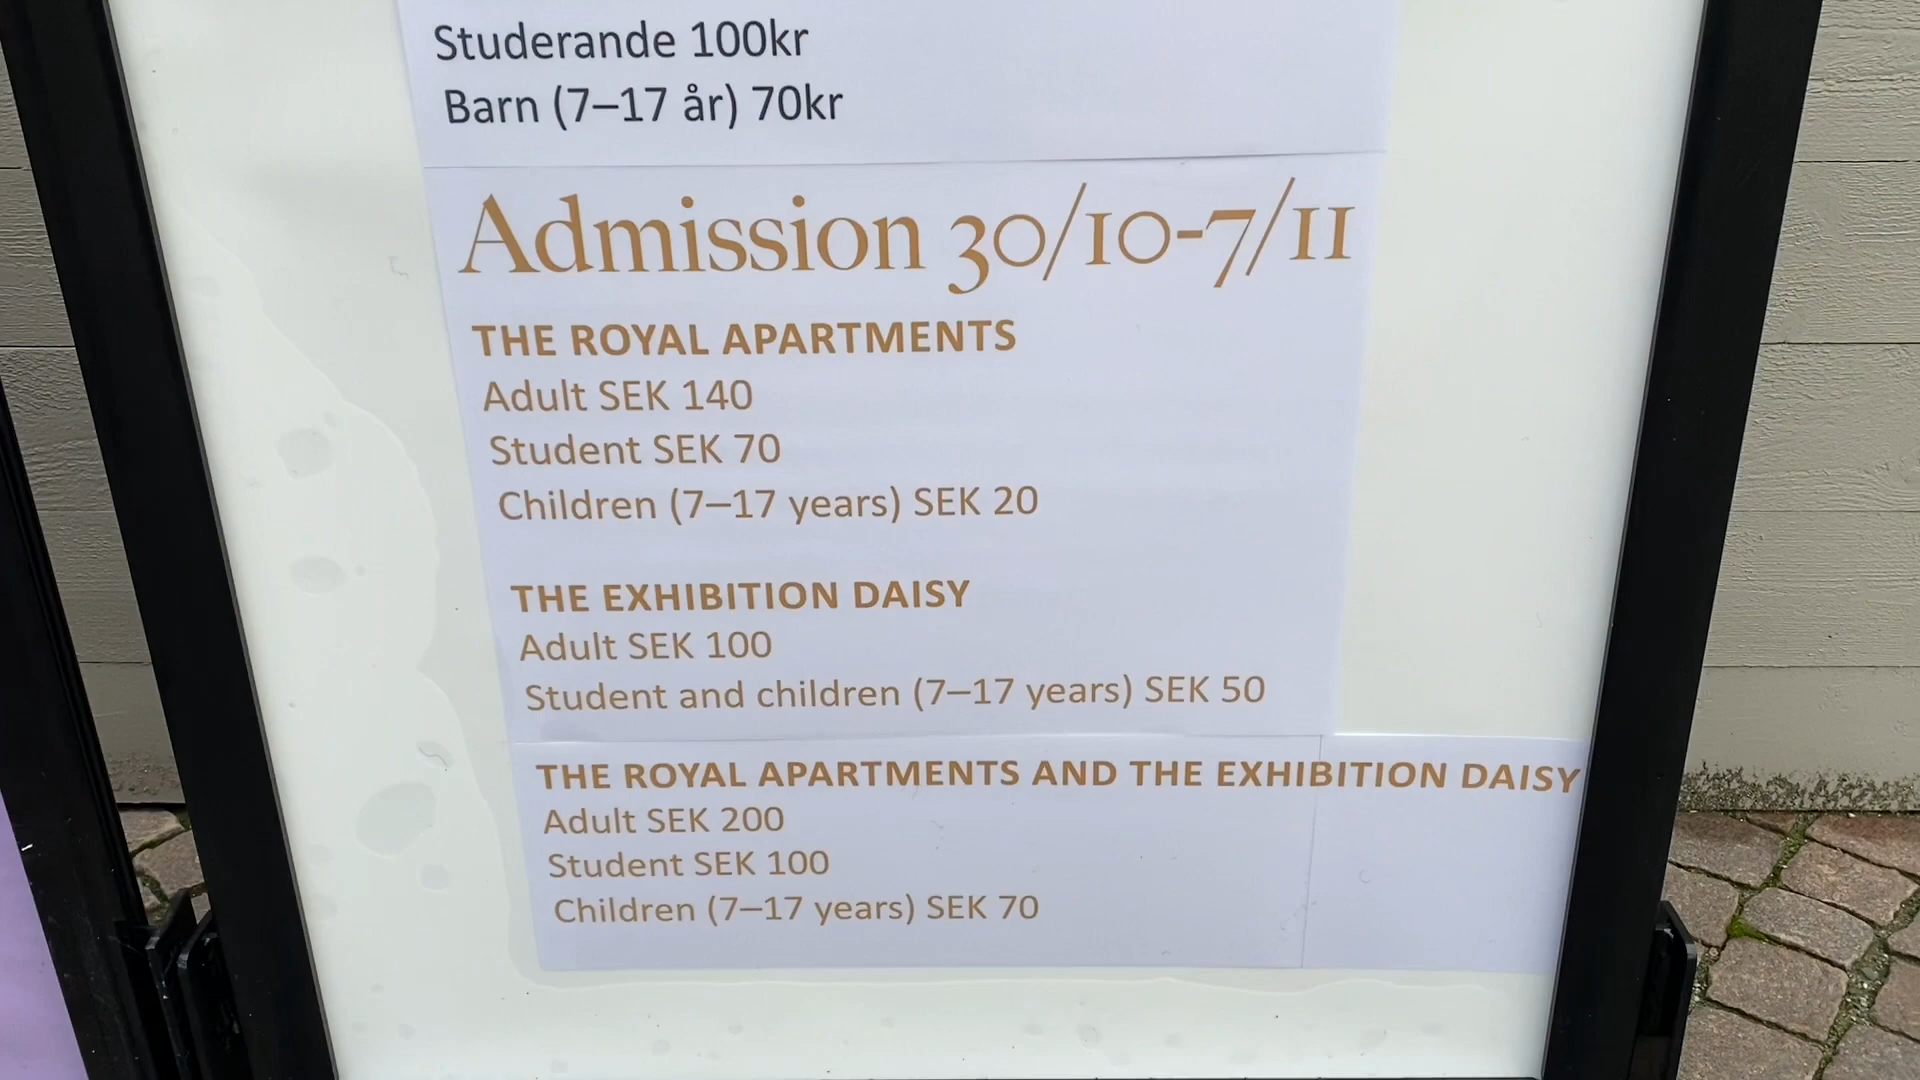 Studerande 100kr
Barn (7–17 år) 70kr
Admission 30/10-7/11
THE ROYAL APARTMENTS
Adult SEK 140
Student SEK 70
Children (7–17 years) SEK 20
THE EXHIBITION DAISY
Adult SEK 100
Student and children (7–17 years) SEK 50
THE ROYAL APARTMENTS AND THE EXHIBITION DAISY
Adult SEK 200
Student SEK 100
Children (7–17 years) SEK 70